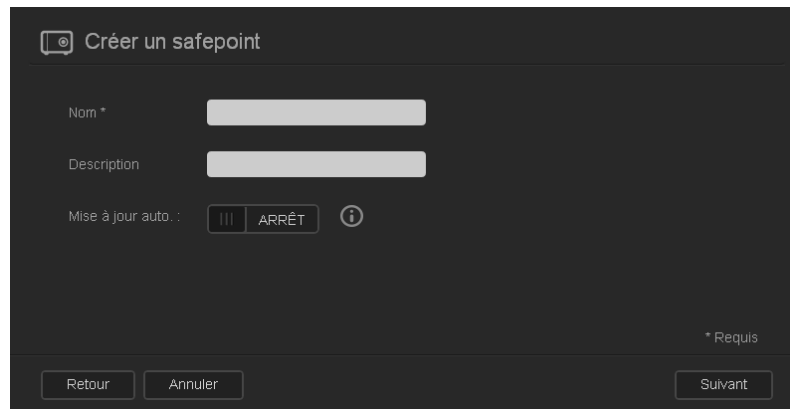 Créer un safepoint
Nom *
Description
Mise à jour auto. :
ARRÊT
* Requis
Retour
Annuler
Suivant